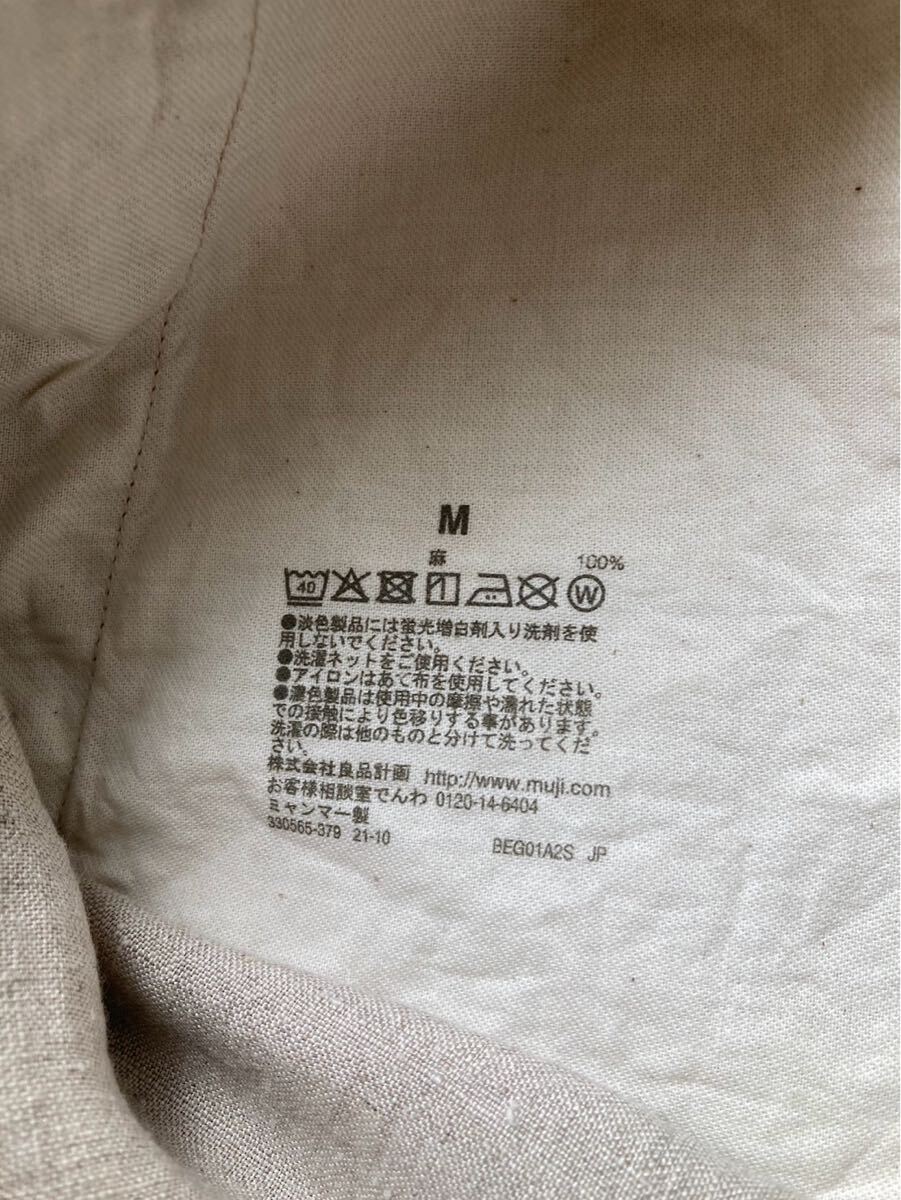 M
麻 100%
40
W
●淡色製品には蛍光増白剤入り洗剤を使
用しないでください。
●洗濯ネットをご使用ください。
●アイロンはあて布を使用してください。
●濃色製品は使用中の摩擦や濡れた状態
での接触により色移りする事があります。
洗濯の際は他のものと分けて洗ってくだ
さい。
株式会社良品計画 http://www.muji.com
お客様相談室でんわ 0120-14-6404
ミャンマー製
330565-379 21-10 BEG01A2S JP